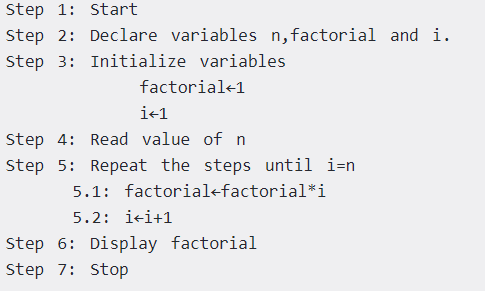 Step 1: Start
Step 2: Declare variables n,factorial and i.
Step 3: Initialize variables
factorial←1
i←1
Step 4: Read value of n
Step 5: Repeat the steps until i=n
5.1: factorial←factorial*i
5.2: i←i+1
Step 6: Display factorial
Step 7: Stop